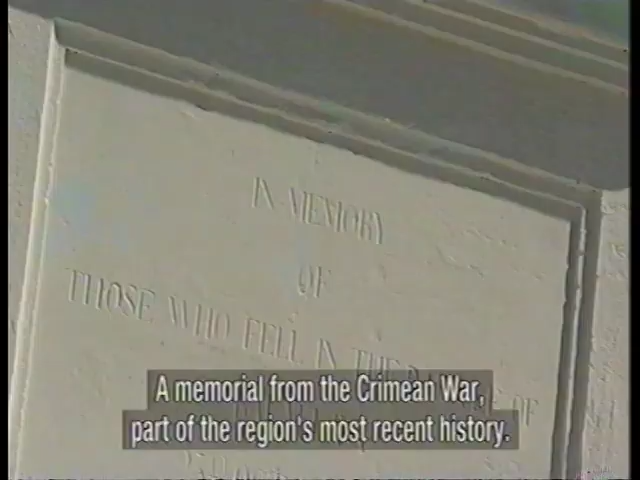 IN MEMORY
OF
THOSE WHO FELL IN THE
OF
A memorial from the Crimean War,
part of the region's most recent history.